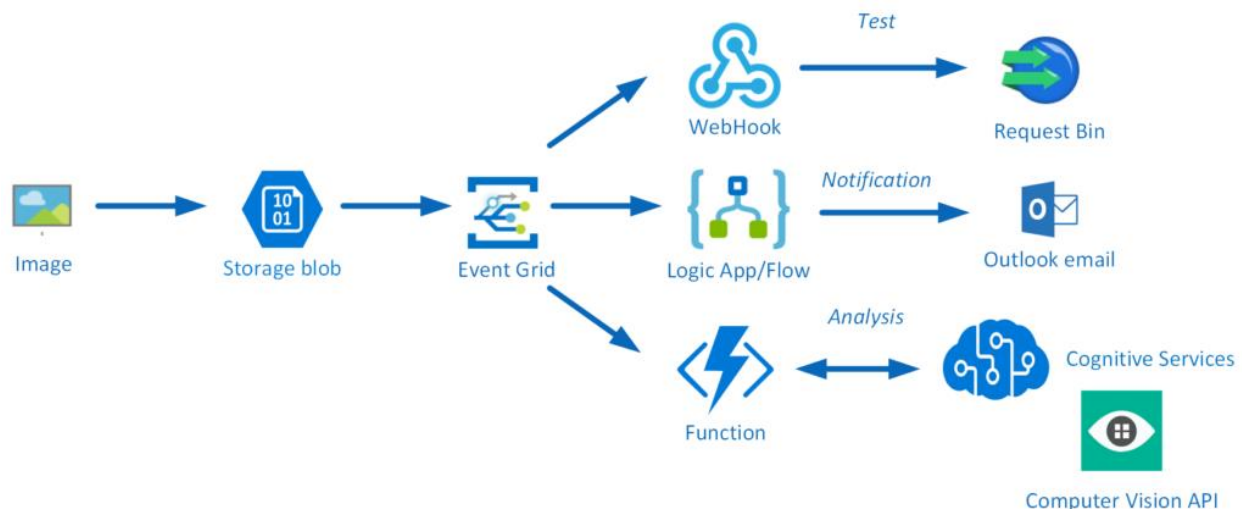 Test
WebHook
Request Bin
Notification
10
01
O
Image
Storage blob
Event Grid
Logic App/Flow
Outlook email
Analysis
Cognitive Services
Function
Computer Vision API